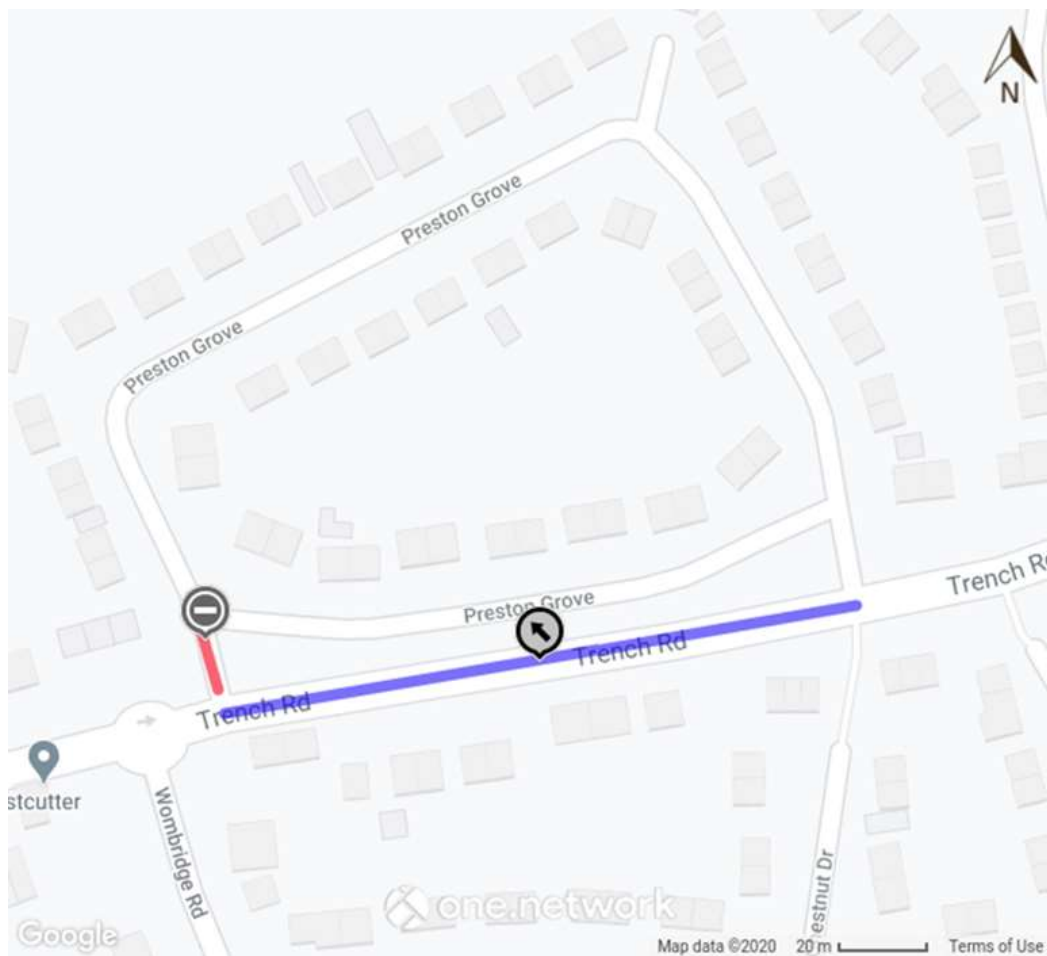 N
Preston Grove
Preston Grove
Preston Grove
Trench Rd
Trench Rd
Trench Rd
stcutter
Wombridge Rd
estnut Dr
one.network
Google
Map data ©2020 20 m Terms of Use